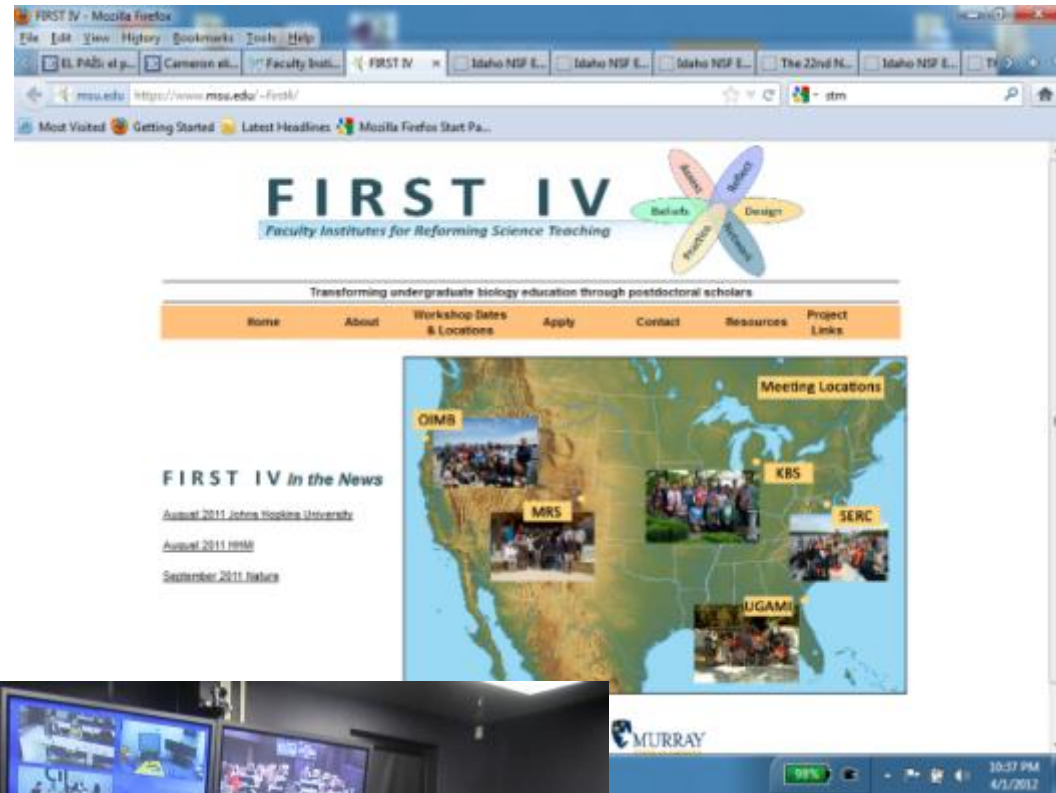 FIRST IV - Mozilla Firefox
File Edit View History Bookmarks Tools Help
EL PAÍS: el p... Cameron eli... Faculty Insti... FIRST IV × Idaho NSF E... Idaho NSF E... Idaho NSF E... The 22nd N... Idaho NSF E...
msu.edu https://www.msu.edu/~first4/ stm
Most Visited Getting Started Latest Headlines Mozilla Firefox Start Pa...
FIRST IV
Faculty Institutes for Reforming Science Teaching
Assess
Reflect
Beliefs
Design
Practice
Network
Transforming undergraduate biology education through postdoctoral scholars
Home About Workshop Dates & Locations Apply Contact Resources Project Links
Meeting Locations
OIMB
KBS
MRS
SERC
UGAMI
FIRST IV In the News
August 2011 Johns Hopkins University
August 2011 HHMI
September 2011 Nature
MURRAY
98%
10:37 PM
4/1/2012